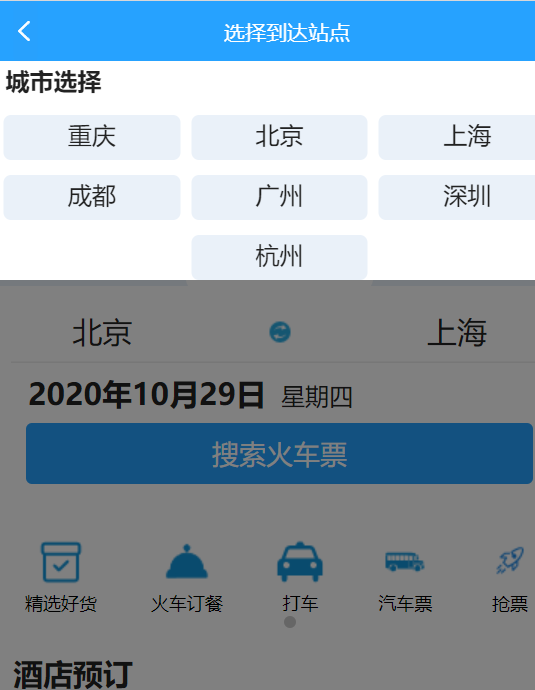 选择到达站点
城市选择
重庆 北京 上海
成都 广州 深圳
杭州
北京 上海
2020年10月29日 星期四
搜索火车票
精选好货 火车订餐 打车 汽车票 抢票
酒店预订